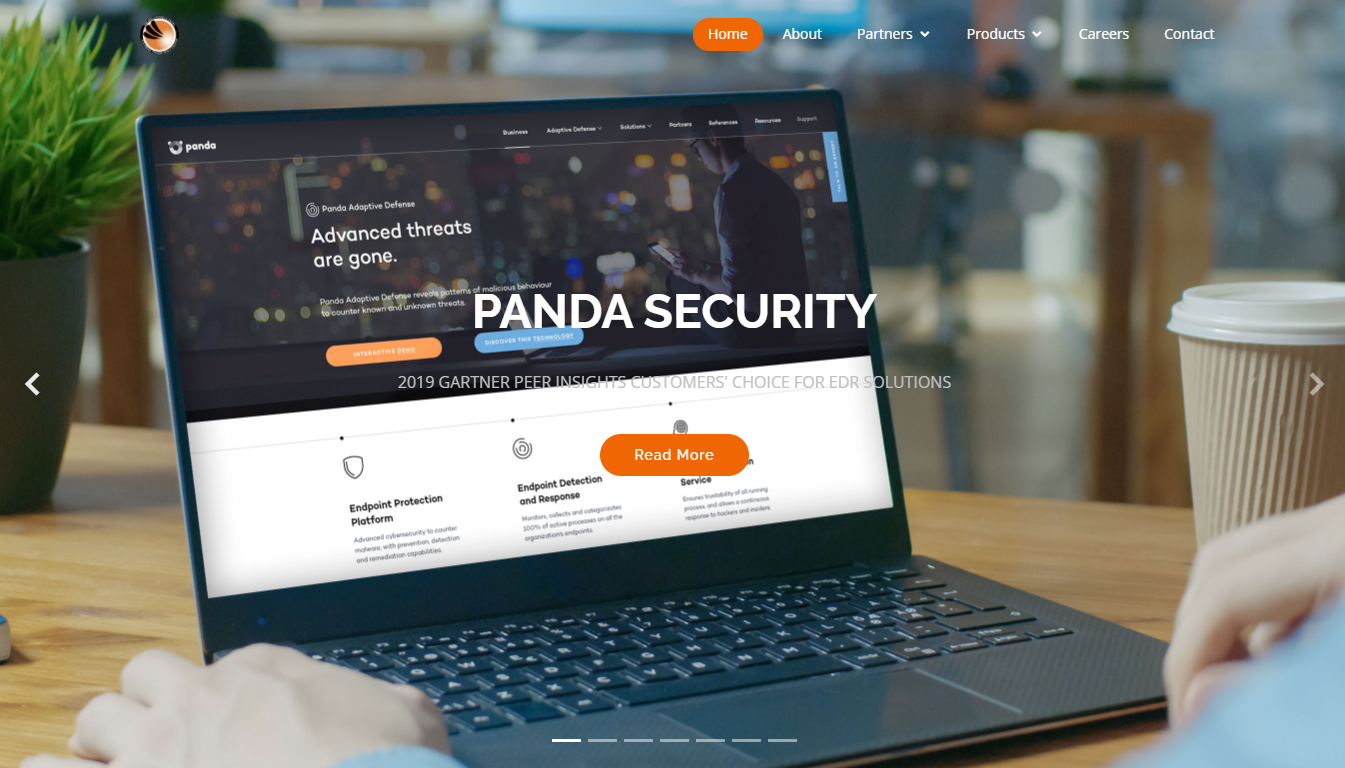 Home
About
Partners
Products
Careers
Contact
panda
Business
Adaptive Defense
Solutions
Partners
References
Resources
Support
Panda Adaptive Defense
Advanced threats
are gone.
Panda Adaptive Defense reveals patterns of malicious behaviour
to counter known and unknown threats.
INTERACTIVE DEMO
DISCOVER THIS TECHNOLOGY
PANDA SECURITY
2019 GARTNER PEER INSIGHTS CUSTOMERS' CHOICE FOR EDR SOLUTIONS
Read More
Endpoint Protection
Platform
Advanced cybersecurity to counter
malware, with prevention, detection
and remediation capabilities.
Endpoint Detection
and Response
Monitors, collects and categorizes
100% of active processes on all the
organization's endpoints.
Service
Ensures trustability of all running
process, and allows a continuous
response to hackers and insiders.